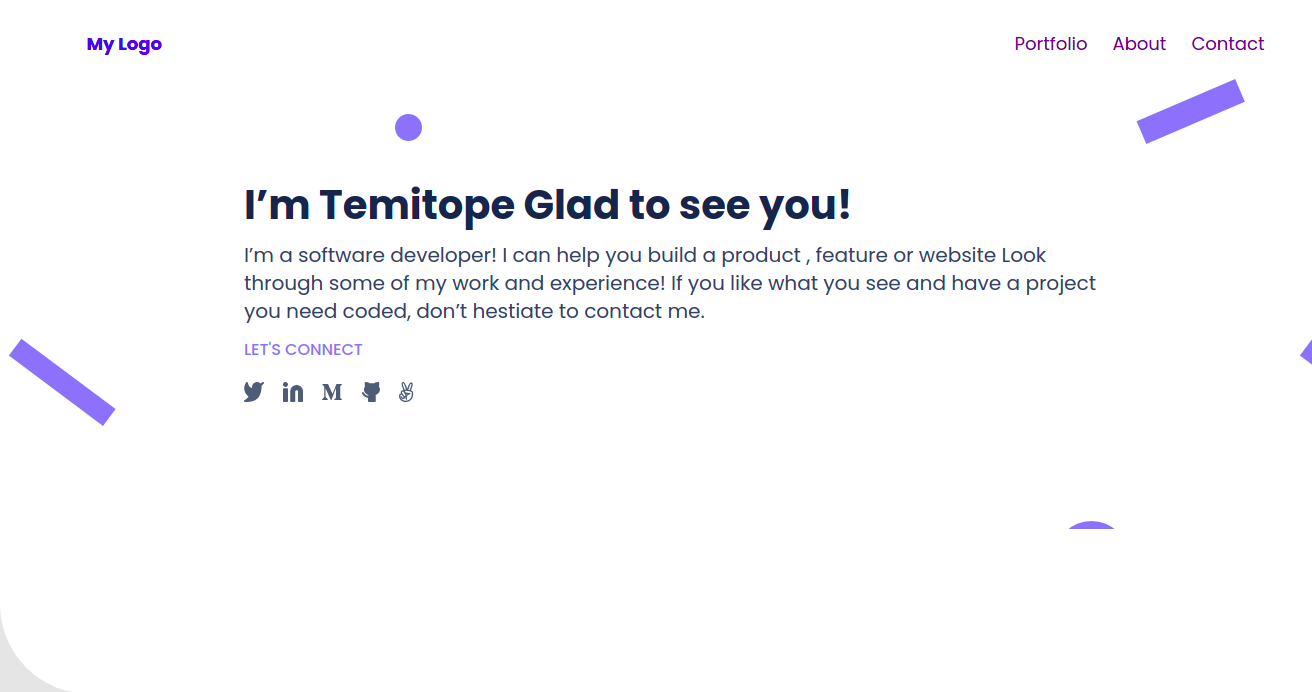 My Logo
Portfolio About Contact
I’m Temitope Glad to see you!
I’m a software developer! I can help you build a product , feature or website Look
through some of my work and experience! If you like what you see and have a project
you need coded, don’t hestiate to contact me.
LET'S CONNECT